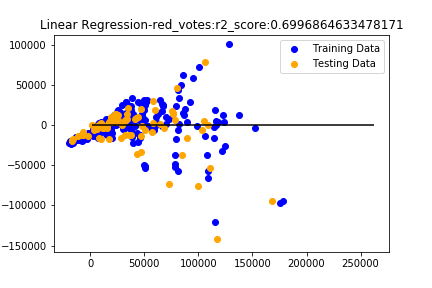 Linear Regression-red_votes:r2_score:0.6996864633478171
Training Data
Testing Data
100000
50000
0
−50000
−100000
−150000
0 50000 100000 150000 200000 250000